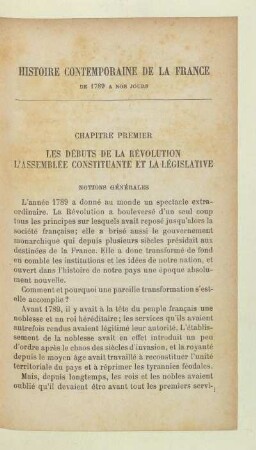 HISTOIRE CONTEMPORAINE DE LA FRANCE
DE 1789 A NOS JOURS
CHAPITRE PREMIER
LES DÉBUTS DE LA RÉVOLUTION
L'ASSEMBLÉE CONSTITUANTE ET LA LÉGISLATIVE
NOTIONS GÉNÉRALES
L'année 1789 a donné au monde un spectacle extra-
ordinaire. La Révolution a bouleversé d'un seul coup
tous les principes sur lesquels avait reposé jusqu'alors la
société française; elle a brisé aussi le gouvernement
monarchique qui depuis plusieurs siècles présidait aux
destinées de la France. Elle a donc transformé de fond
en comble les institutions et les idées de notre nation, et
ouvert dans l'histoire de notre pays une époque absolu-
ment nouvelle.
Comment et pourquoi une pareille transformation s'est-
elle accomplie?
Avant 1789, il y avait à la tête du peuple français une
noblesse et un roi héréditaire; les services qu'ils avaient
autrefois rendus avaient légitimé leur autorité. L'établis-
sement de la noblesse avait en effet introduit un peu
d'ordre après le chaos des siècles d'invasion, et la royauté
depuis le moyen âge avait travaillé à reconstituer l'unité
territoriale du pays et à réprimer les tyrannies féodales.
Mais, depuis longtemps, les rois et les nobles avaient
oublié qu'il devaient être avant tout les premiers servi-